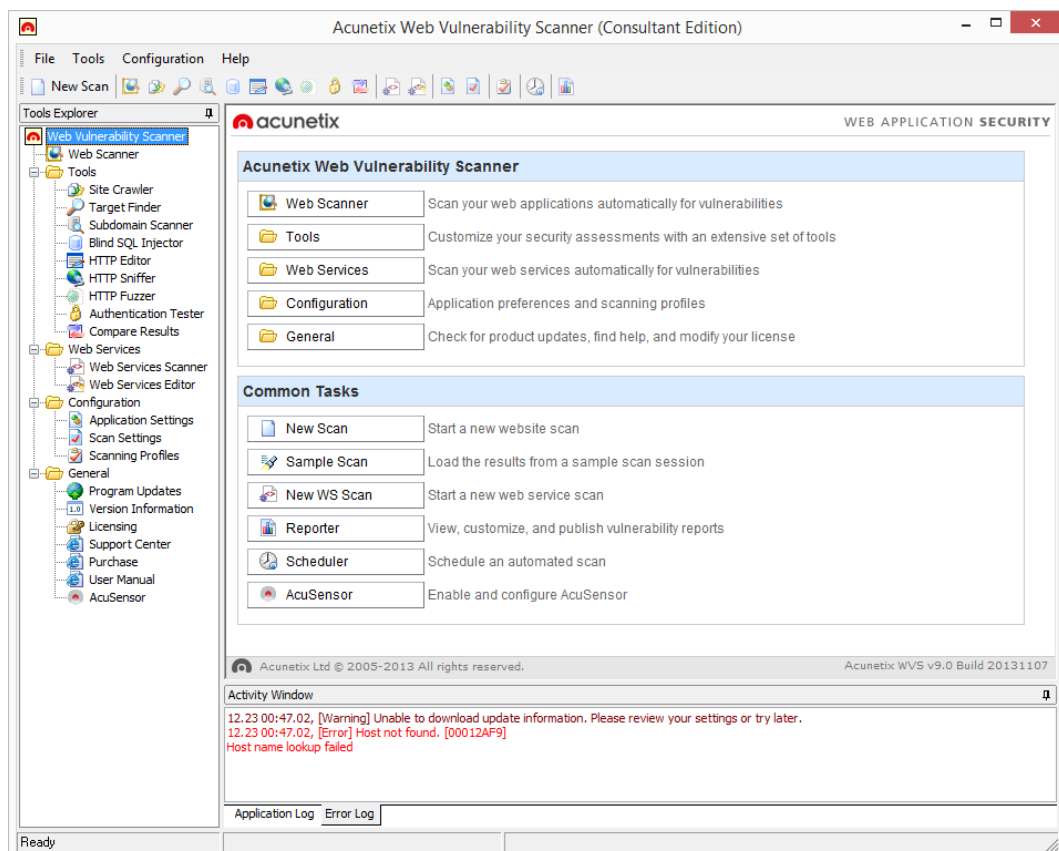 Acunetix Web Vulnerability Scanner (Consultant Edition)
File Tools Configuration Help
New Scan
Tools Explorer
Web Vulnerability Scanner
Web Scanner
Tools
Site Crawler
Target Finder
Subdomain Scanner
Blind SQL Injector
HTTP Editor
HTTP Sniffer
HTTP Fuzzer
Authentication Tester
Compare Results
Web Services
Web Services Scanner
Web Services Editor
Configuration
Application Settings
Scan Settings
Scanning Profiles
General
Program Updates
1.0 Version Information
Licensing
Support Center
Purchase
User Manual
AcuSensor
acunetix
WEB APPLICATION SECURITY
Acunetix Web Vulnerability Scanner
Web Scanner Scan your web applications automatically for vulnerabilities
Tools Customize your security assessments with an extensive set of tools
Web Services Scan your web services automatically for vulnerabilities
Configuration Application preferences and scanning profiles
General Check for product updates, find help, and modify your license
Common Tasks
New Scan Start a new website scan
Sample Scan Load the results from a sample scan session
New WS Scan Start a new web service scan
Reporter View, customize, and publish vulnerability reports
Scheduler Schedule an automated scan
AcuSensor Enable and configure AcuSensor
Acunetix Ltd © 2005-2013 All rights reserved.
Acunetix WVS v9.0 Build 20131107
Activity Window
12.23 00:47.02, [Warning] Unable to download update information. Please review your settings or try later.
12.23 00:47.02, [Error] Host not found. [00012AF9]
Host name lookup failed
Application Log Error Log
Ready